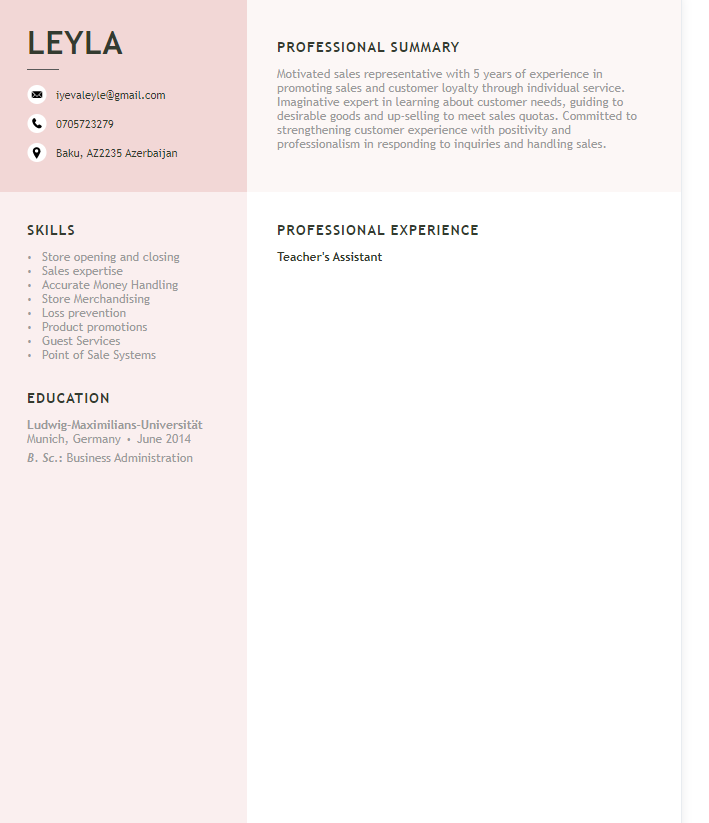 LEYLA
iyevaleyle@gmail.com
0705723279
Baku, AZ2235 Azerbaijan
PROFESSIONAL SUMMARY
Motivated sales representative with 5 years of experience in
promoting sales and customer loyalty through individual service.
Imaginative expert in learning about customer needs, guiding to
desirable goods and up-selling to meet sales quotas. Committed to
strengthening customer experience with positivity and
professionalism in responding to inquiries and handling sales.
SKILLS
• Store opening and closing
• Sales expertise
• Accurate Money Handling
• Store Merchandising
• Loss prevention
• Product promotions
• Guest Services
• Point of Sale Systems
EDUCATION
Ludwig-Maximilians-Universität
Munich, Germany • June 2014
B. Sc.: Business Administration
PROFESSIONAL EXPERIENCE
Teacher's Assistant